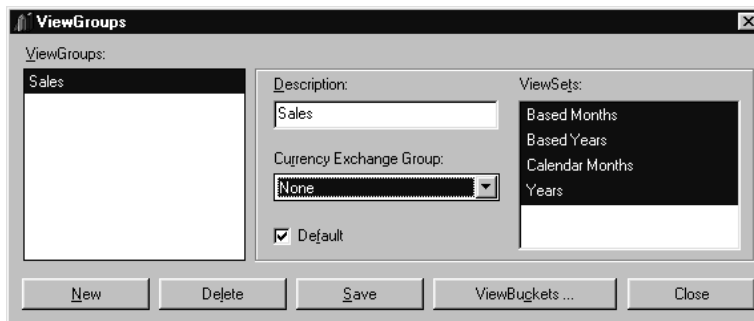 ViewGroups
ViewGroups:
Sales
Description:
Sales
Currency Exchange Group:
None
Default
ViewSets:
Based Months
Based Years
Calendar Months
Years
New
Delete
Save
ViewBuckets ...
Close